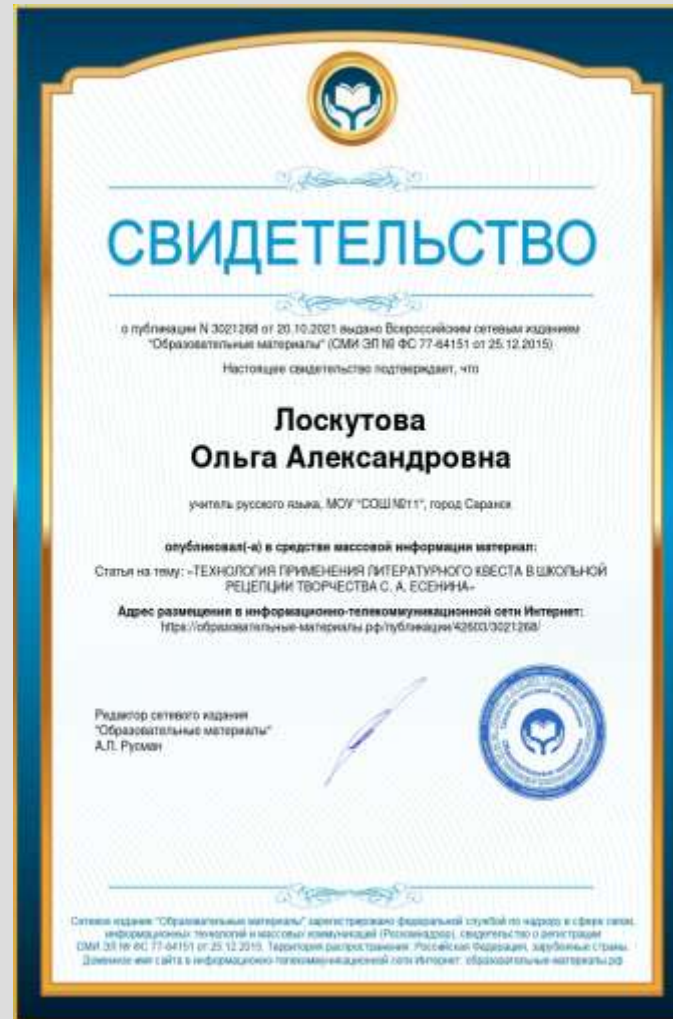 СВИДЕТЕЛЬСТВО
о публикации N 3021268 от 20.10.2021 выдано Всероссийским сетевым изданием
"Образовательные материалы" (СМИ ЭЛ № ФС 77-64151 от 25.12.2015)
Настоящее свидетельство подтверждает, что
Лоскутова
Ольга Александровна
учитель русского языка, МОУ "СОШ №11", город Саранск
опубликовал(-а) в средстве массовой информации материал:
Статья на тему: «ТЕХНОЛОГИЯ ПРИМЕНЕНИЯ ЛИТЕРАТУРНОГО КВЕСТА В ШКОЛЬНОЙ
РЕЦЕПЦИИ ТВОРЧЕСТВА С. А. ЕСЕНИНА»
Адрес размещения в информационно-телекоммуникационной сети Интернет:
https://образовательные-материалы.рф/публикации/42603/3021268/
Редактор сетевого издания
"Образовательные материалы"
А.Л. Русман
Сетевое издание "Образовательные материалы" зарегистрировано федеральной службой по надзору в сфере связи,
информационных технологий и массовых коммуникаций (Роскомнадзор), свидетельство о регистрации
СМИ ЭЛ № ФС 77-64151 от 25.12.2015. Территория распространения: Российская Федерация, зарубежные страны.
Доменное имя сайта в информационно-телекоммуникационной сети Интернет: образовательные-материалы.рф